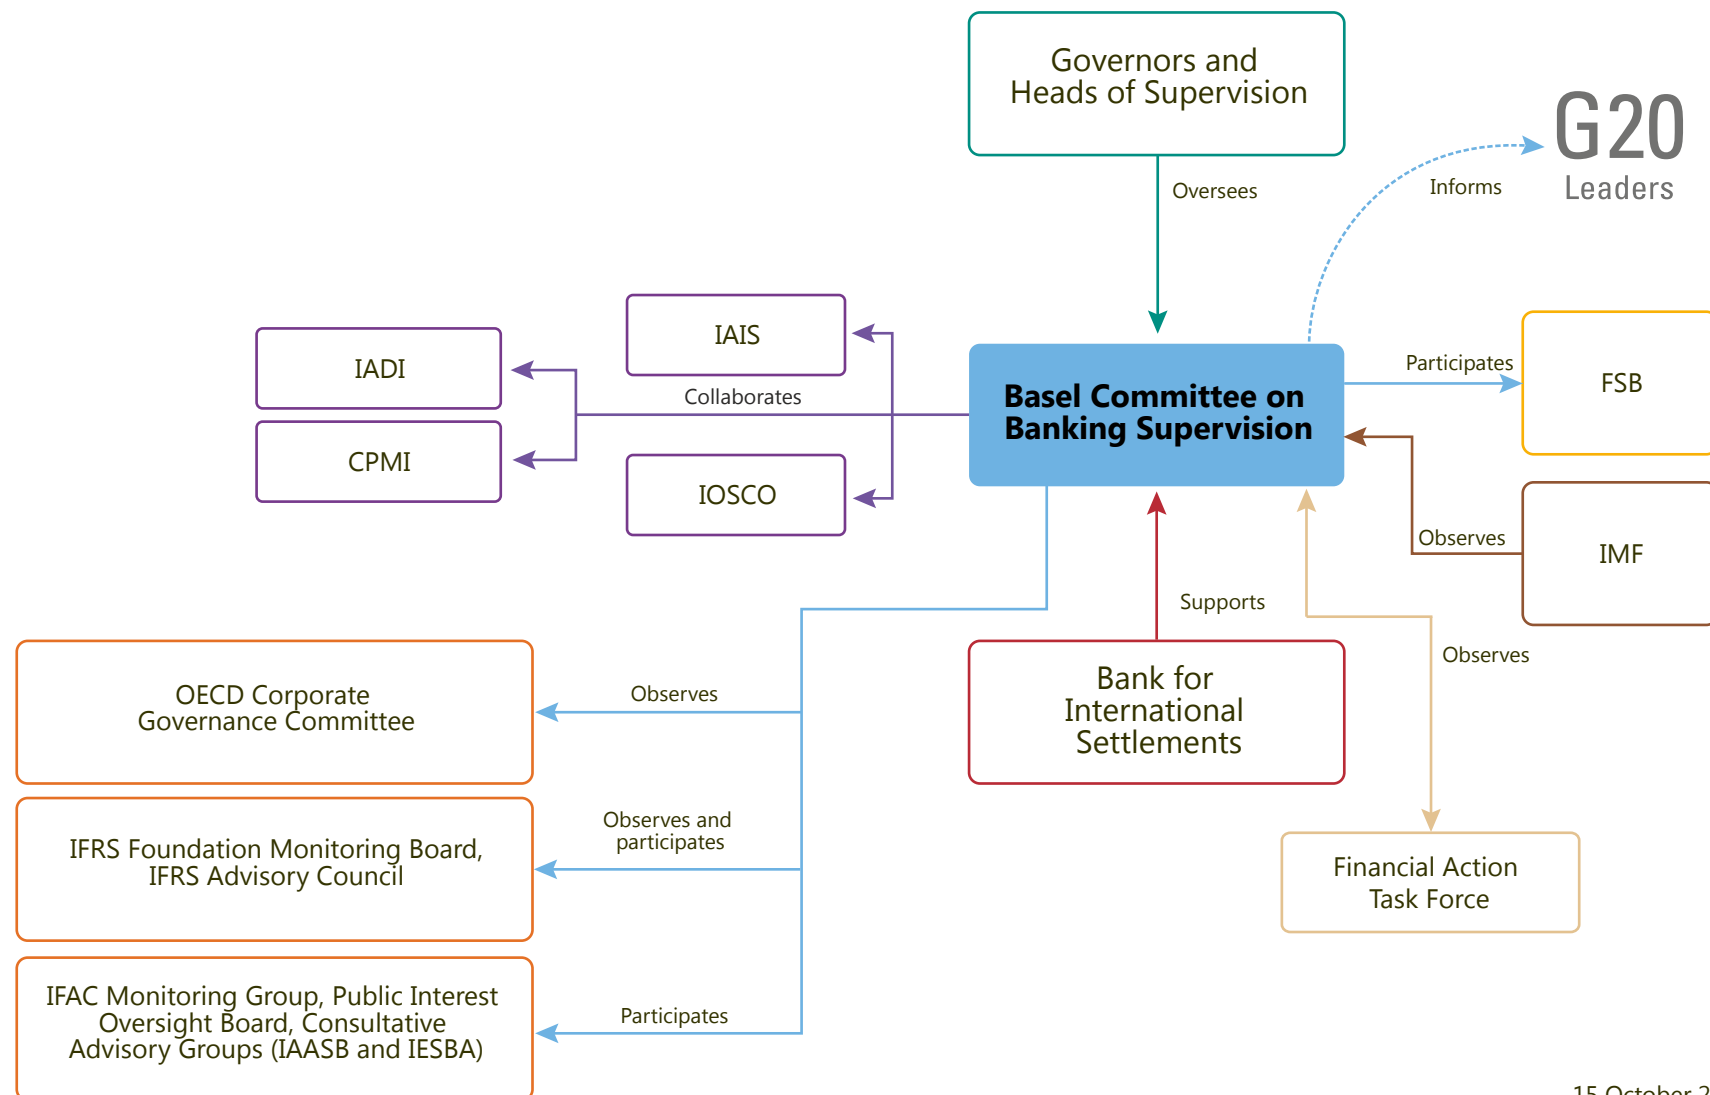 Governors and
Heads of Supervision
G20
Leaders
Informs
Oversees
IAIS
IADI
Collaborates
CPMI
IOSCO
Basel Committee on
Banking Supervision
Participates
FSB
Observes
IMF
Supports
Bank for
International
Settlements
Observes
Financial Action
Task Force
Observes
OECD Corporate
Governance Committee
Observes and
participates
IFRS Foundation Monitoring Board,
IFRS Advisory Council
Participates
IFAC Monitoring Group, Public Interest
Oversight Board, Consultative
Advisory Groups (IAASB and IESBA)
15 October